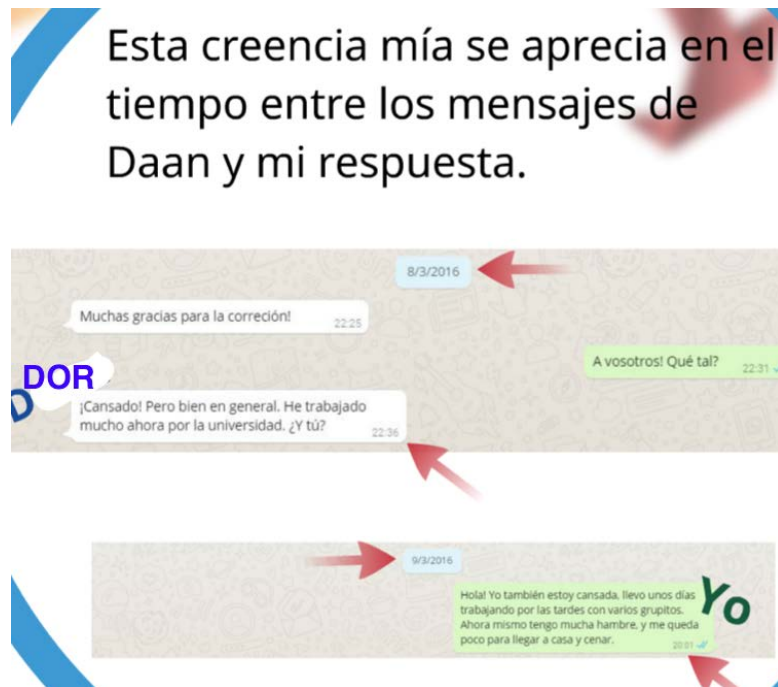 Esta creencia mía se aprecia en el
tiempo entre los mensajes de
Daan y mi respuesta.
8/3/2016
Muchas gracias para la correción!
22:25
A vosotros! Qué tal?
22:31
DOR
D
¡Cansado! Pero bien en general. He trabajado
mucho ahora por la universidad. ¿Y tú?
22:36
9/3/2016
Hola! Yo también estoy cansada, llevo unos días
trabajando por las tardes con varios grupitos.
Ahora mismo tengo mucha hambre, y me queda
poco para llegar a casa y cenar.
20:01
Yo